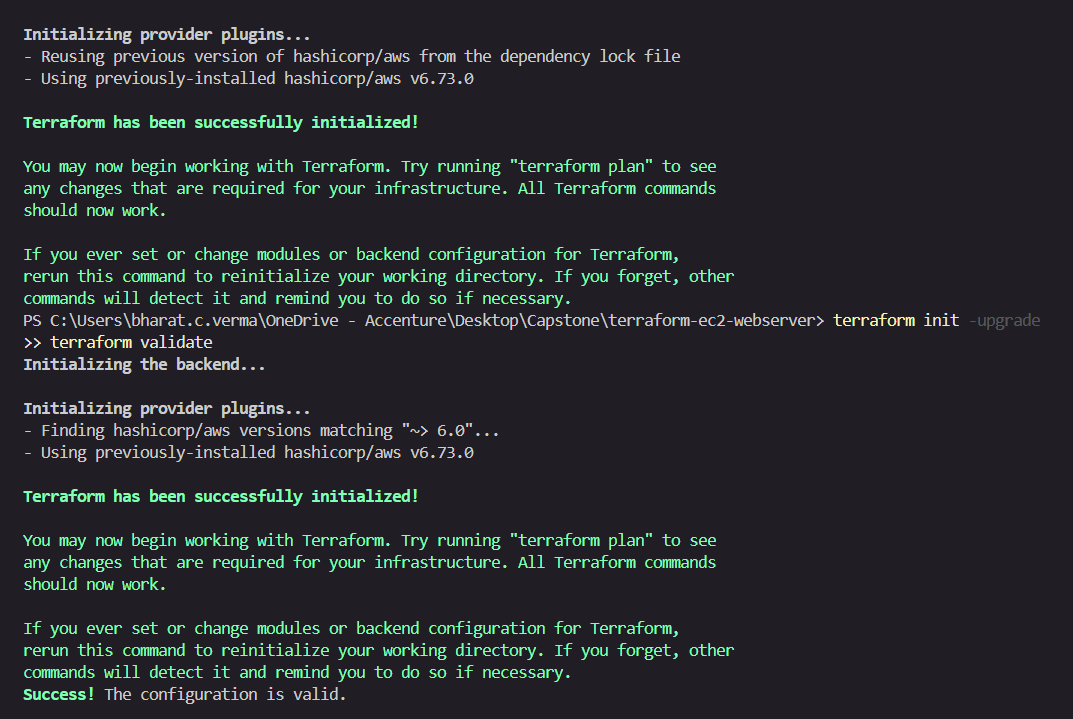 Initializing provider plugins...
- Reusing previous version of hashicorp/aws from the dependency lock file
- Using previously-installed hashicorp/aws v6.73.0
Terraform has been successfully initialized!
You may now begin working with Terraform. Try running "terraform plan" to see
any changes that are required for your infrastructure. All Terraform commands
should now work.
If you ever set or change modules or backend configuration for Terraform,
rerun this command to reinitialize your working directory. If you forget, other
commands will detect it and remind you to do so if necessary.
PS C:\Users\bharat.c.verma\OneDrive - Accenture\Desktop\Capstone\terraform-ec2-webserver> terraform init -upgrade
>> terraform validate
Initializing the backend...
Initializing provider plugins...
- Finding hashicorp/aws versions matching "~> 6.0"...
- Using previously-installed hashicorp/aws v6.73.0
Terraform has been successfully initialized!
You may now begin working with Terraform. Try running "terraform plan" to see
any changes that are required for your infrastructure. All Terraform commands
should now work.
If you ever set or change modules or backend configuration for Terraform,
rerun this command to reinitialize your working directory. If you forget, other
commands will detect it and remind you to do so if necessary.
Success! The configuration is valid.